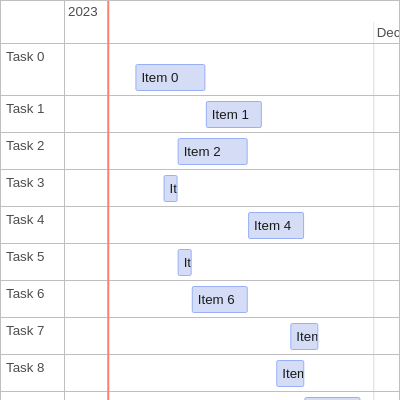 2023
Dec
Task 0
Item 0
Task 1
Item 1
Task 2
Item 2
Task 3
It
Task 4
Item 4
Task 5
It
Task 6
Item 6
Task 7
Iten
Task 8
Iten